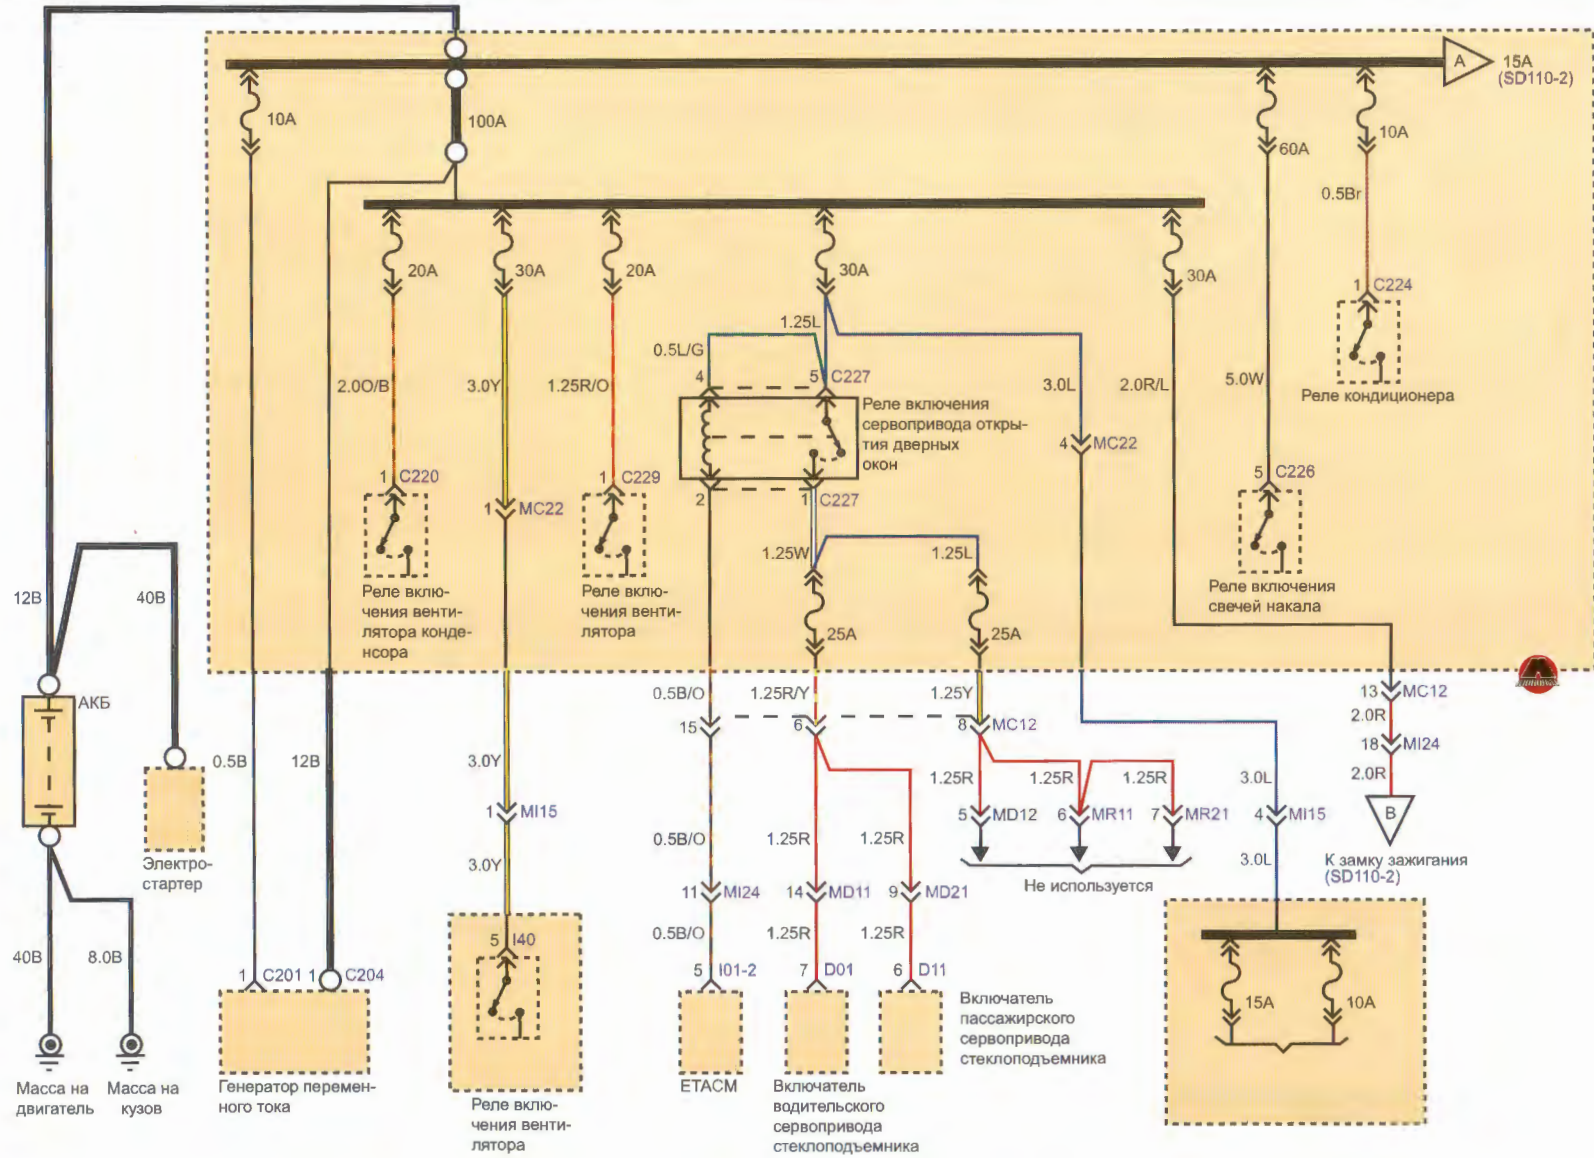 A
15A
(SD110-2)
10A
100A
60A
10A
0.5Br
20A
30A
20A
30A
30A
1 C224
1.25L
0.5L/G
4
5 C227
2.0O/B
3.0Y
1.25R/O
3.0L
2.0R/L
5.0W
Реле кондиционера
Реле включения
сервопривода откры-
тия дверных
окон
4 MC22
1 C220
1 MC22
1 C229
2
1 C227
5 C226
1.25W
1.25L
Реле вклю-
чения венти-
лятора конде-
нсора
Реле вклю-
чения венти-
лятора
Реле включения
свечей накала
12B
40B
25A
25A
АКБ
0.5B/O
1.25R/Y
1.25Y
13 MC12
2.0R
15
6
8 MC12
18 MI24
0.5B
12B
3.0Y
1.25R
1.25R
1.25R
3.0L
2.0R
1 MI15
5 MD12
6 MR11
7 MR21
4 MI15
B
0.5B/O
1.25R
1.25R
Электро-
стартер
3.0Y
3.0L
К замку зажигания
(SD110-2)
Не используется
11 MI24
14 MD11
9 MD21
40B
8.0B
5 I40
0.5B/O
1.25R
1.25R
1 C201
1 C204
5 I01-2
7 D01
6 D11
15A
10A
Включатель
пассажирского
сервопривода
стеклоподъемника
Масса на
двигатель
Масса на
кузов
Генератор перемен-
ного тока
Реле вклю-
чения венти-
лятора
ETACM
Включатель
водительского
сервопривода
стеклоподъемника